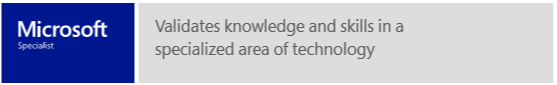 Microsoft
Specialist
Validates knowledge and skills in a
specialized area of technology